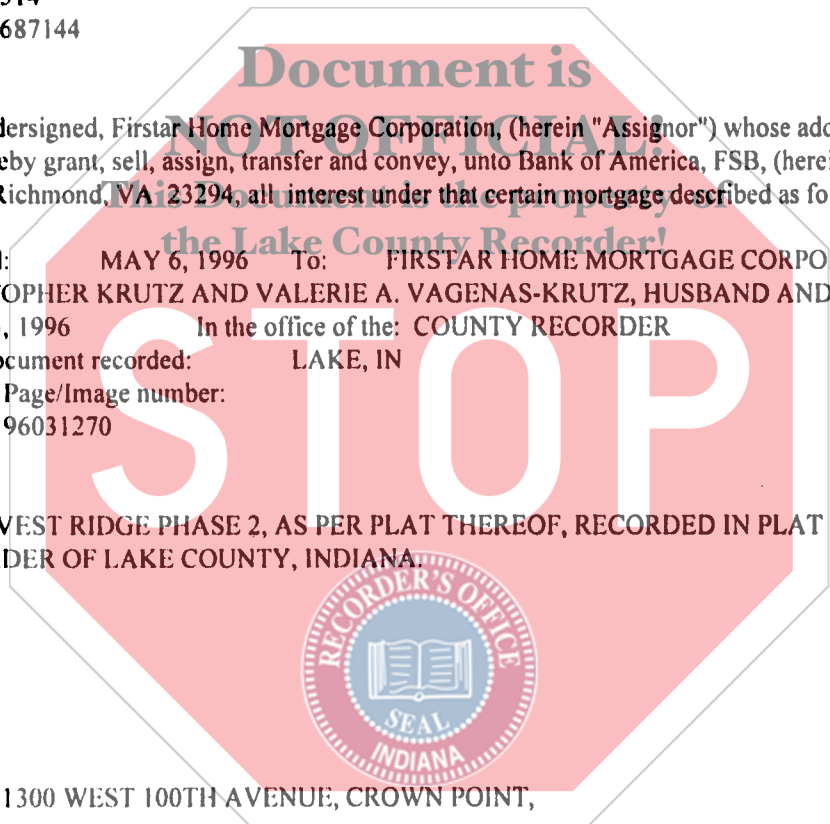 514
687144
Document is
dersigned, Firstar Home Mortgage Corporation, (herein "Assignor") whose add
NOT OFFICIAL!
eby grant, sell, assign, transfer and convey, unto Bank of America, FSB, (herei
Richmond, VA 23294, all interest under that certain mortgage described as fo
This Document is the property of
the Lake County Recorder!
MAY 6, 1996 To: FIRSTAR HOME MORTGAGE CORPO
OPHER KRUTZ AND VALERIE A. VAGENAS-KRUTZ, HUSBAND AND
, 1996 In the office of the: COUNTY RECORDER
ocument recorded: LAKE, IN
Page/Image number:
96031270
STOP
VEST RIDGE PHASE 2, AS PER PLAT THEREOF, RECORDED IN PLAT
DER OF LAKE COUNTY, INDIANA.
RECORDER'S OFFICE
SEAL
INDIANA
1300 WEST 100TH AVENUE, CROWN POINT,